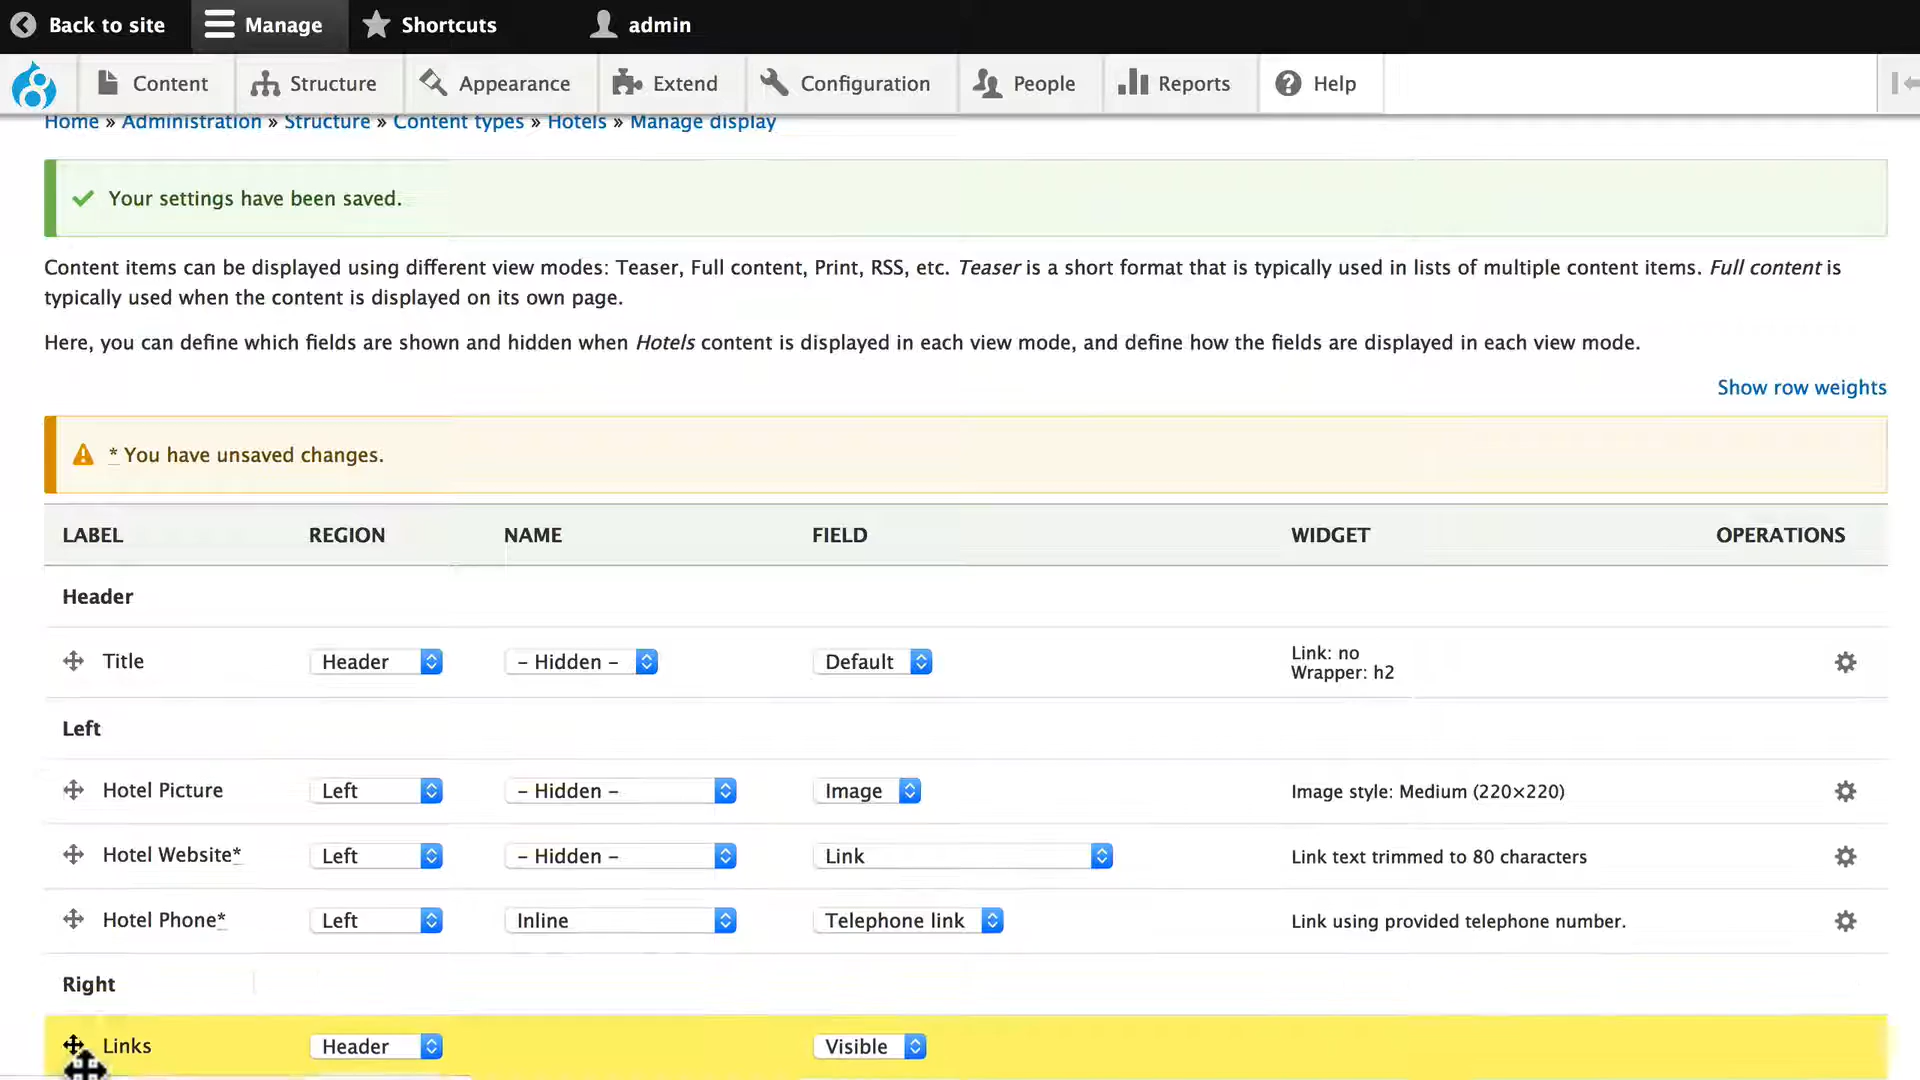 Back to site Manage Shortcuts admin
Content Structure Appearance Extend Configuration People Reports Help
Home » Administration » Structure » Content types » Hotels » Manage display
Your settings have been saved.
Content items can be displayed using different view modes: Teaser, Full content, Print, RSS, etc. Teaser is a short format that is typically used in lists of multiple content items. Full content is
typically used when the content is displayed on its own page.
Here, you can define which fields are shown and hidden when Hotels content is displayed in each view mode, and define how the fields are displayed in each view mode.
Show row weights
* You have unsaved changes.
LABEL REGION NAME FIELD WIDGET OPERATIONS
Header
Title Header - Hidden - Default Link: no
Wrapper: h2
Left
Hotel Picture Left - Hidden - Image Image style: Medium (220×220)
Hotel Website* Left - Hidden - Link Link text trimmed to 80 characters
Hotel Phone* Left Inline Telephone link Link using provided telephone number.
Right
Links Header Visible